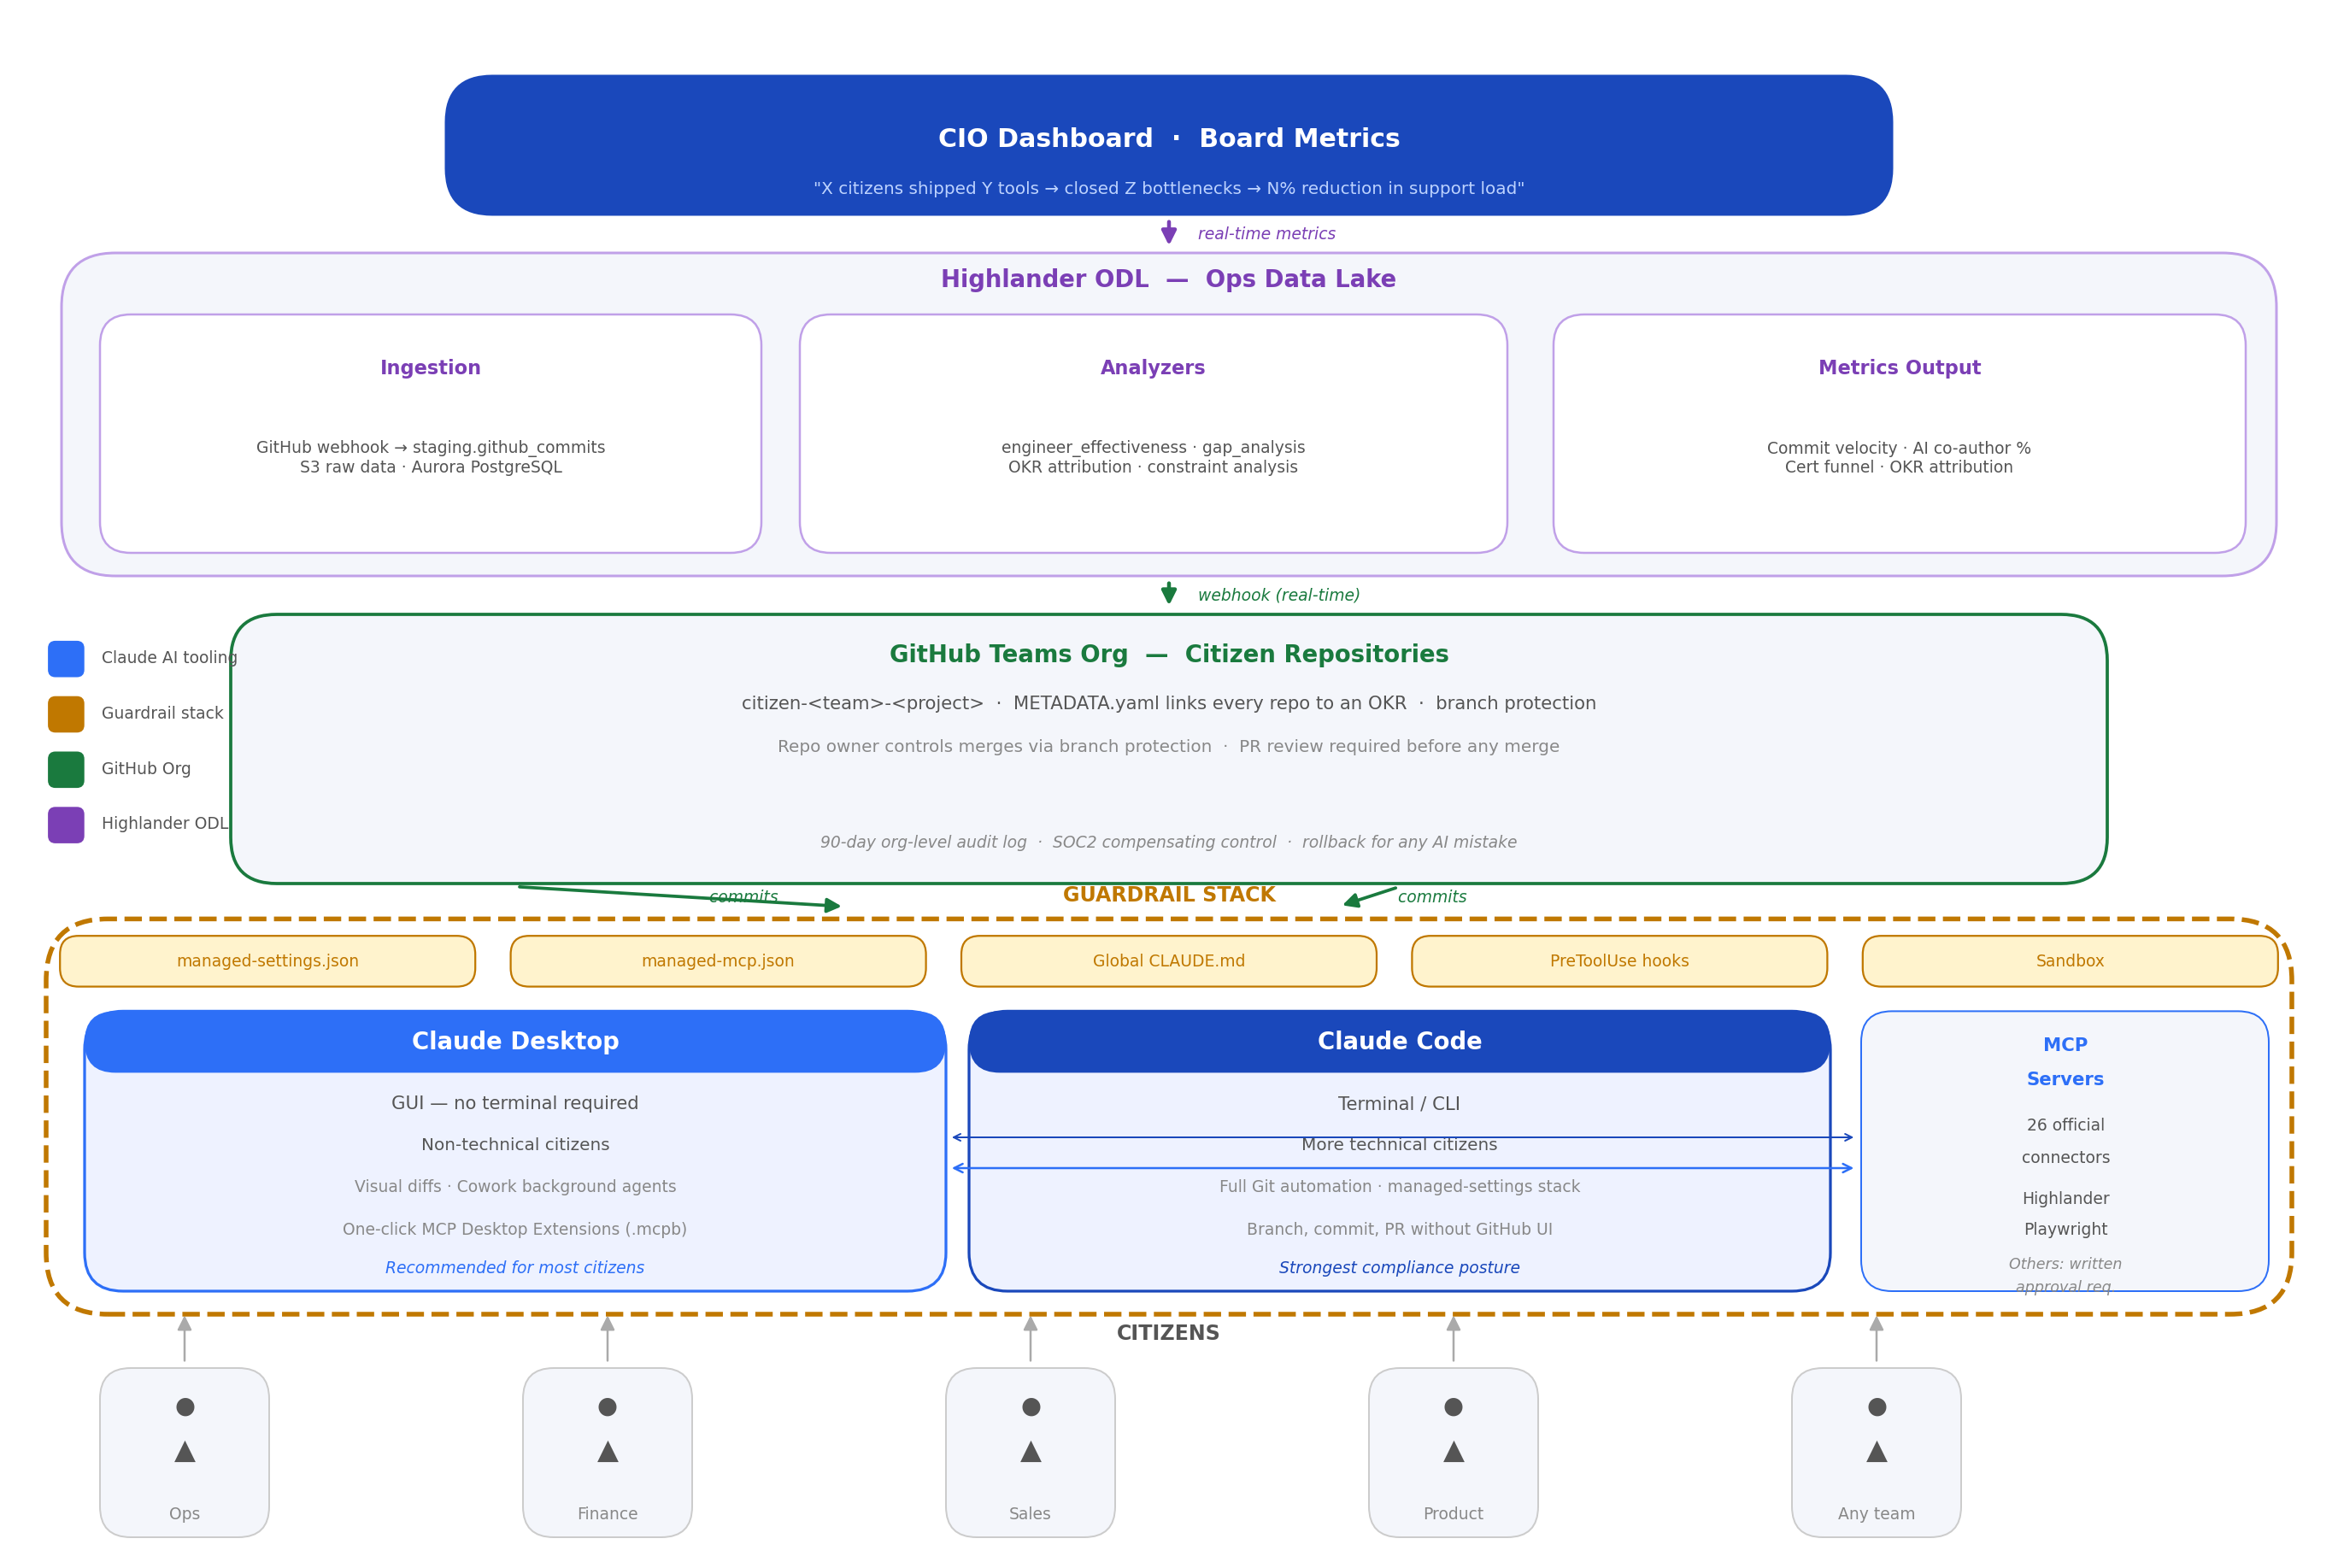 CIO Dashboard · Board Metrics
"X citizens shipped Y tools → closed Z bottlenecks → N% reduction in support load"
real-time metrics
Highlander ODL — Ops Data Lake
Ingestion
GitHub webhook → staging.github_commits
S3 raw data · Aurora PostgreSQL
Analyzers
engineer_effectiveness · gap_analysis
OKR attribution · constraint analysis
Metrics Output
Commit velocity · AI co-author %
Cert funnel · OKR attribution
webhook (real-time)
Claude AI tooling
Guardrail stack
GitHub Org
Highlander ODL
GitHub Teams Org — Citizen Repositories
citizen-<team>-<project> · METADATA.yaml links every repo to an OKR · branch protection
Repo owner controls merges via branch protection · PR review required before any merge
90-day org-level audit log · SOC2 compensating control · rollback for any AI mistake
commits
GUARDRAIL STACK
commits
managed-settings.json
managed-mcp.json
Global CLAUDE.md
PreToolUse hooks
Sandbox
Claude Desktop
GUI — no terminal required
Non-technical citizens
Visual diffs · Cowork background agents
One-click MCP Desktop Extensions (.mcpb)
Recommended for most citizens
Claude Code
Terminal / CLI
More technical citizens
Full Git automation · managed-settings stack
Branch, commit, PR without GitHub UI
Strongest compliance posture
MCP
Servers
26 official
connectors
Highlander
Playwright
Others: written
approval req.
CITIZENS
Ops
Finance
Sales
Product
Any team